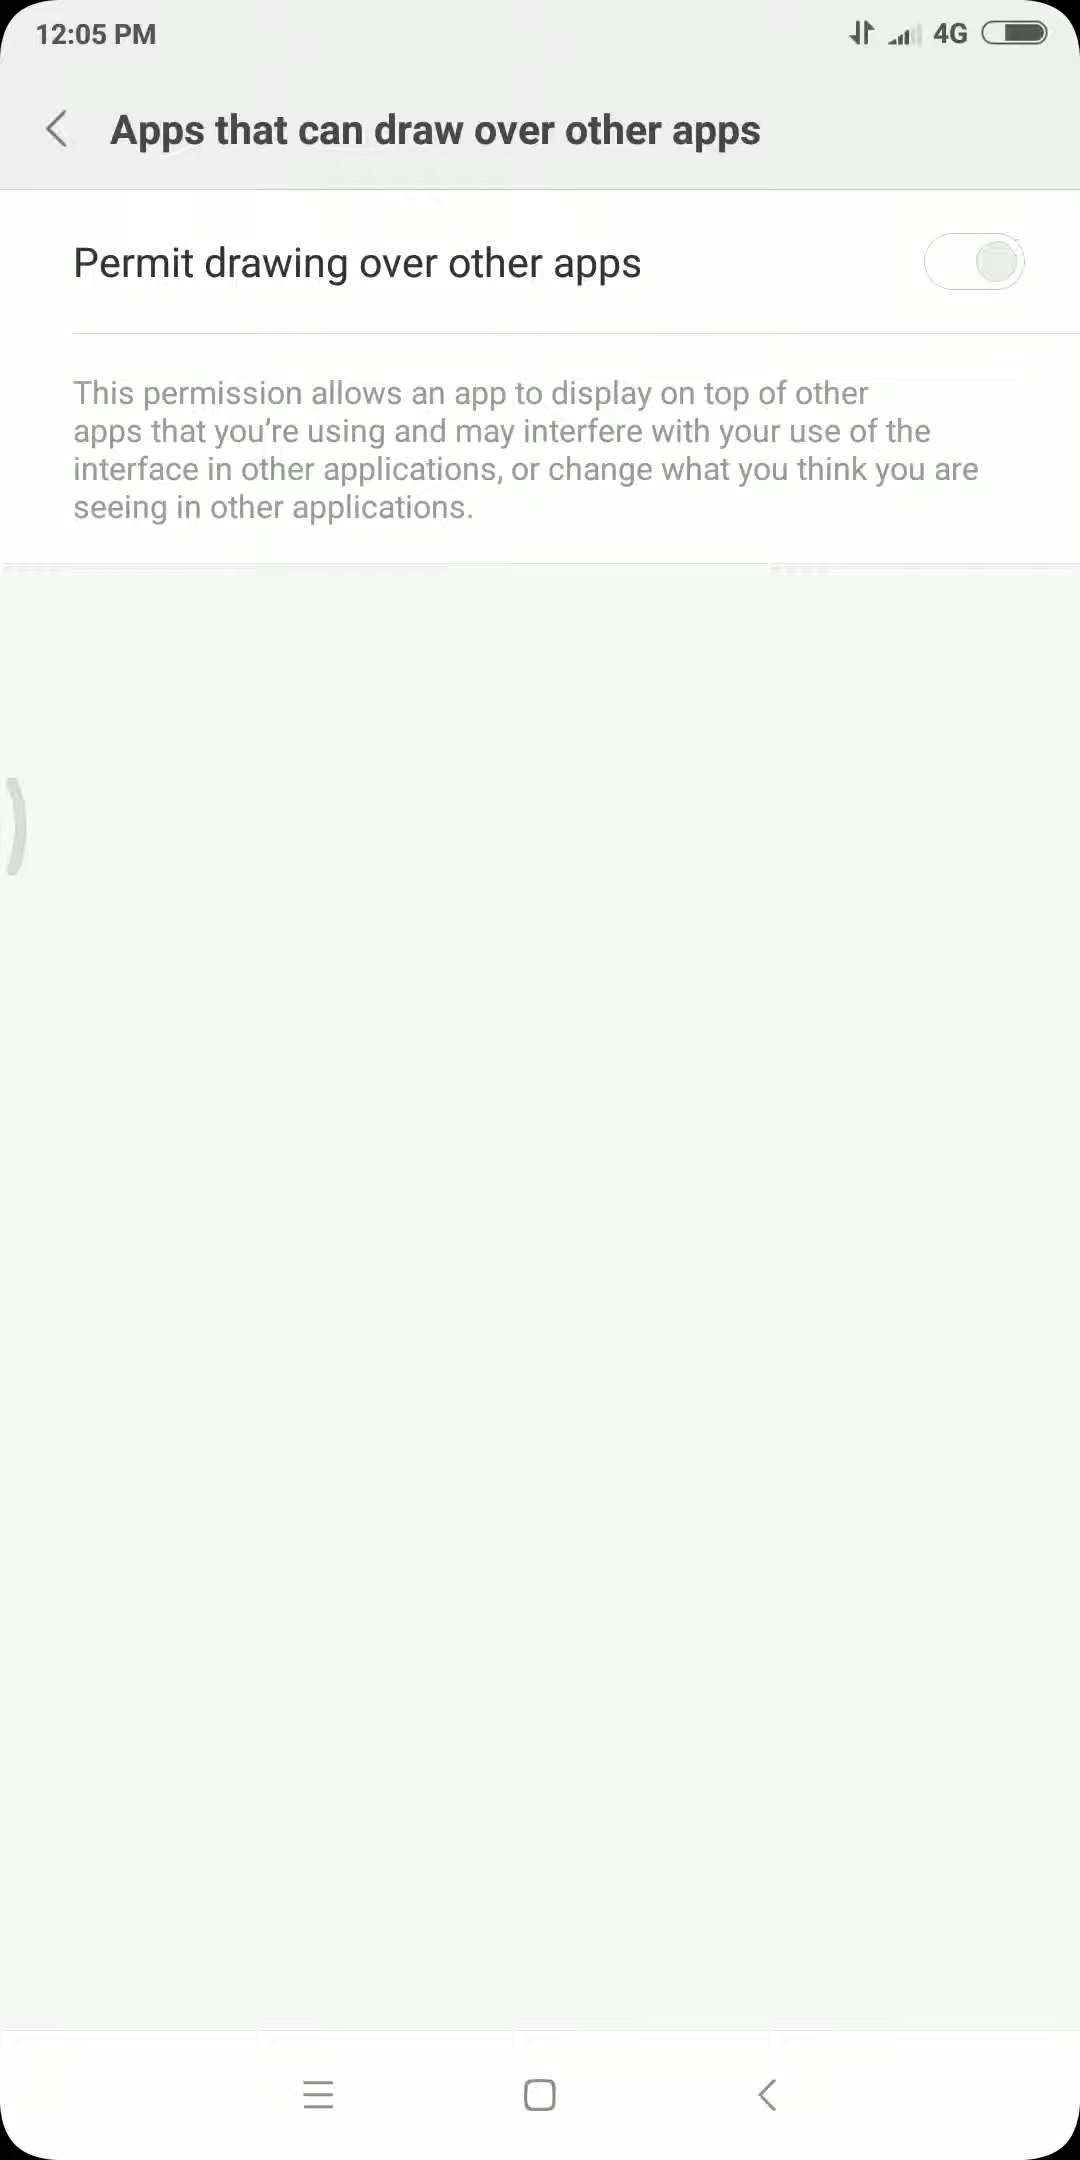 12:05 PM
4G
Apps that can draw over other apps
Permit drawing over other apps
This permission allows an app to display on top of other
apps that you’re using and may interfere with your use of the
interface in other applications, or change what you think you are
seeing in other applications.